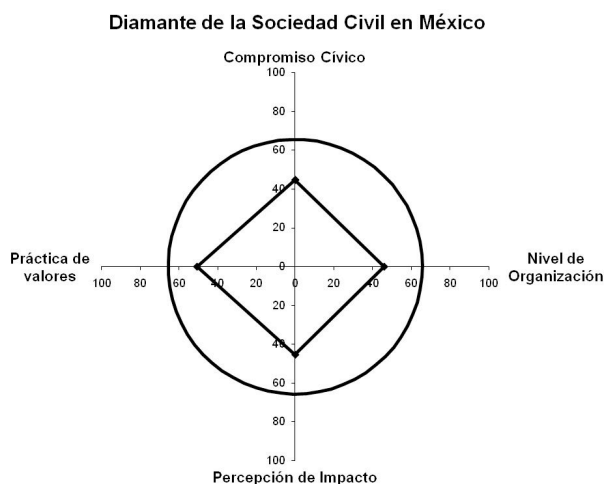 Diamante de la Sociedad Civil en México
Compromiso Cívico
100
80
60
40
20
Práctica de
valores
100 80 60 40 20 0 0 20 40 60 80 100
Nivel de
Organización
20
40
60
80
100
Percepción de Impacto